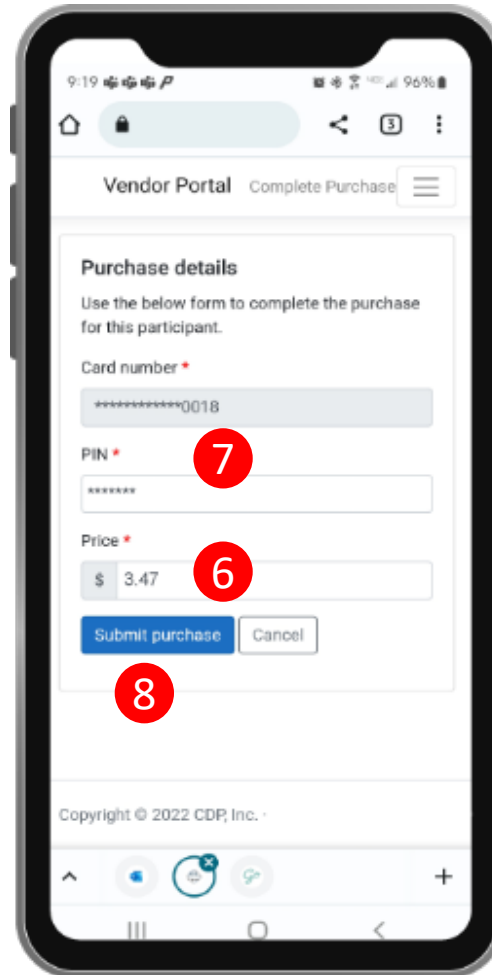 9:19 96%
3
Vendor Portal Complete Purchase
Purchase details
Use the below form to complete the purchase
for this participant.
Card number *
************0018
7
PIN *
*******
Price *
6
$ 3.47
Submit purchase Cancel
8
Copyright © 2022 CDP, Inc. ·